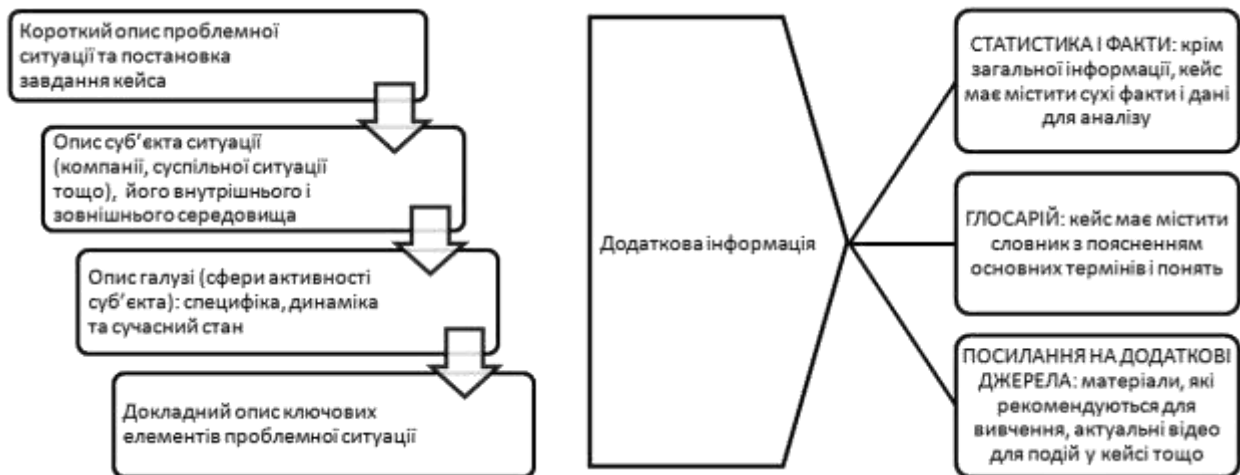 Короткий опис проблемної
ситуації та постановка
завдання кейса
Опис суб’єкта ситуації
(компанії, суспільної ситуації
тощо), його внутрішнього і
зовнішнього середовища
Опис галузі (сфери активності
суб’єкта): специфіка, динаміка
та сучасний стан
Докладний опис ключових
елементів проблемної ситуації
Додаткова інформація
СТАТИСТИКА І ФАКТИ: крім
загальної інформації, кейс
має містити сухі факти і дані
для аналізу
ГЛОСАРІЙ: кейс має містити
словник з поясненням
основних термінів і понять
ПОСИЛАННЯ НА ДОДАТКОВІ
ДЖЕРЕЛА: матеріали, які
рекомендуються для
вивчення, актуальні відео
для подій у кейсі тощо